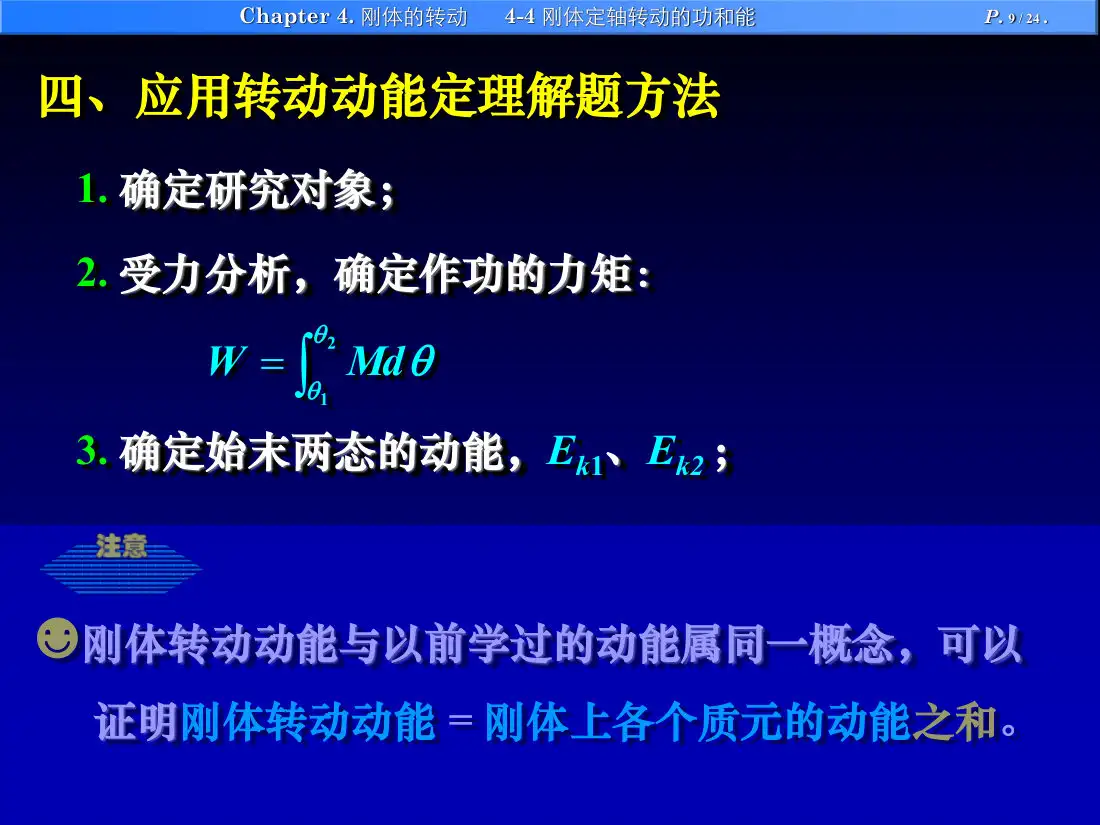 Chapter 4. 刚体的转动 4-4 刚体定轴转动的功和能 P. 9 / 24 .
四、应用转动动能定理解题方法
1. 确定研究对象；
2. 受力分析，确定作功的力矩：
W = ∫_{θ1}^{θ2} Mdθ
3. 确定始末两态的动能，Ek1、Ek2；
注意
刚体转动动能与以前学过的动能属同一概念，可以
证明刚体转动动能 = 刚体上各个质元的动能之和。